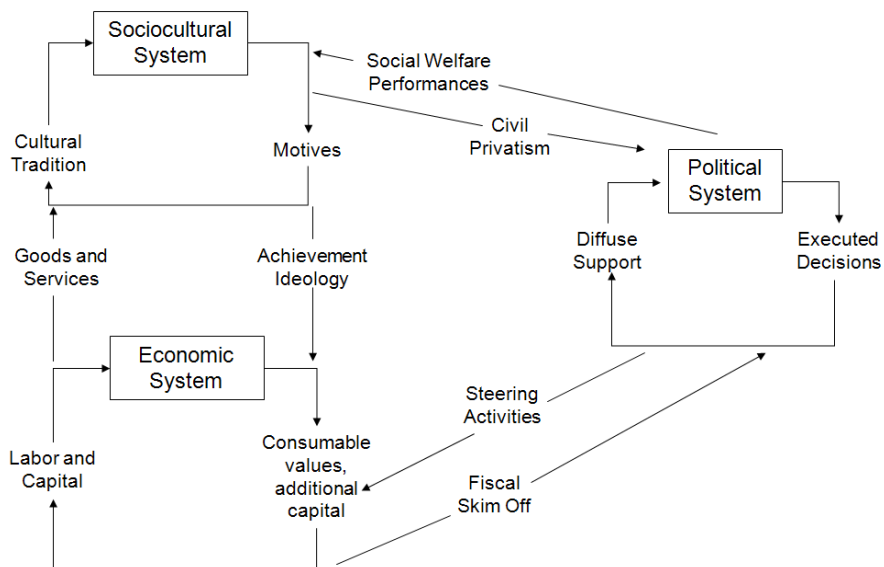 Sociocultural
System
Social Welfare
Performances
Civil
Privatism
Cultural
Tradition
Motives
Political
System
Goods and
Services
Achievement
Ideology
Diffuse
Support
Executed
Decisions
Economic
System
Steering
Activities
Labor and
Capital
Consumable
values,
additional
capital
Fiscal
Skim Off